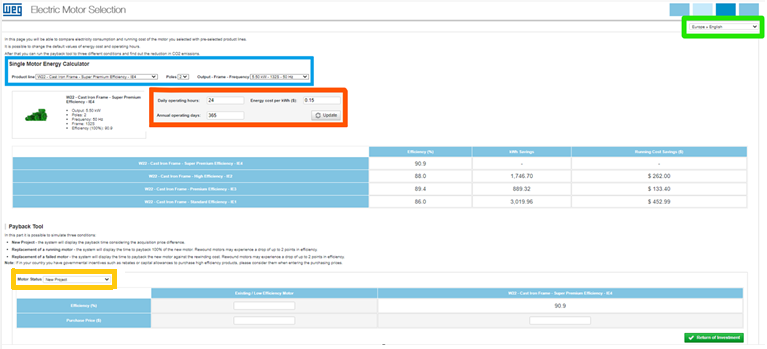 WEG Electric Motor Selection
Europe » English
In this page you will be able to compare electricity consumption and running cost of the motor you selected with pre-selected product lines.
It is possible to change the default values of energy cost and operating hours.
After that you can run the payback tool to three different conditions and find out the reduction in CO2 emissions.
Single Motor Energy Calculator
Product line W22 - Cast Iron Frame - Super Premium Efficiency - IE4 Poles 2 Output - Frame - Frequency 5.50 kW - 132S - 50 Hz
W22 - Cast Iron Frame - Super Premium
Efficiency - IE4
Output: 5.50 kW
Poles: 2
Frequency: 50 Hz
Frame: 132S
Efficiency (100%): 90.9
Daily operating hours: 24 Energy cost per kWh ($): 0.15
Annual operating days: 365 Update
Efficiency (%) kWh Savings Running Cost Savings ($)
W22 - Cast Iron Frame - Super Premium Efficiency - IE4 90.9 - -
W22 - Cast Iron Frame - High Efficiency - IE2 88.0 1,746.70 $ 262.00
W22 - Cast Iron Frame - Premium Efficiency - IE3 89.4 889.32 $ 133.40
W22 - Cast Iron Frame - Standard Efficiency - IE1 86.0 3,019.96 $ 452.99
Payback Tool
In this part it is possible to simulate three conditions:
New Project - the system will display the payback time considering the acquisition price difference.
Replacement of a running motor - the system will display the time to payback 100% of the new motor. Rewound motors may experience a drop of up to 2 points in efficiency.
Replacement of a failed motor - the system will display the time to payback the new motor against the rewinding cost. Rewound motors may experience a drop of up to 2 points in efficiency.
Note: If in your country you have governmental incentives such as rebates or capital allowances to purchase high efficiency products, please consider them when entering the purchasing prices.
Motor Status: New Project
Existing / Low Efficiency Motor W22 - Cast Iron Frame - Super Premium Efficiency - IE4
Efficiency (%) 90.9
Purchase Price ($)
Return of Investment